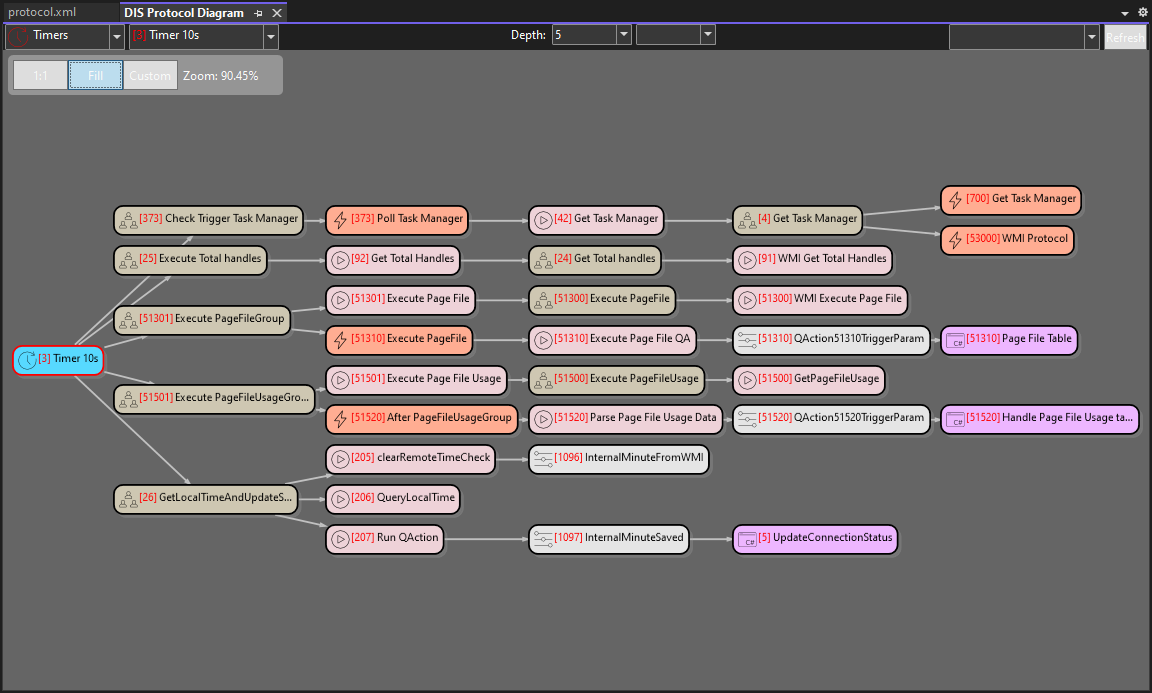 protocol.xml
DIS Protocol Diagram
Timers
[3] Timer 10s
Depth: 5
Refresh
1:1
Fill
Custom
Zoom: 90.45%
[700] Get Task Manager
[373] Check Trigger Task Manager
[373] Poll Task Manager
[42] Get Task Manager
[4] Get Task Manager
[53000] WMI Protocol
[25] Execute Total handles
[92] Get Total Handles
[24] Get Total handles
[91] WMI Get Total Handles
[51301] Execute Page File
[51300] Execute PageFile
[51300] WMI Execute Page File
[51301] Execute PageFileGroup
[51310] Execute PageFile
[51310] Execute Page File QA
[51310] QAction51310TriggerParam
[51310] Page File Table
[3] Timer 10s
[51501] Execute Page File Usage
[51500] Execute PageFileUsage
[51500] GetPageFileUsage
[51501] Execute PageFileUsageGro...
[51520] After PageFileUsageGroup
[51520] Parse Page File Usage Data
[51520] QAction51520TriggerParam
[51520] Handle Page File Usage ta...
[205] clearRemoteTimeCheck
[1096] InternalMinuteFromWMI
[26] GetLocalTimeAndUpdateS...
[206] QueryLocalTime
[207] Run QAction
[1097] InternalMinuteSaved
[5] UpdateConnectionStatus
C#
C#
C#